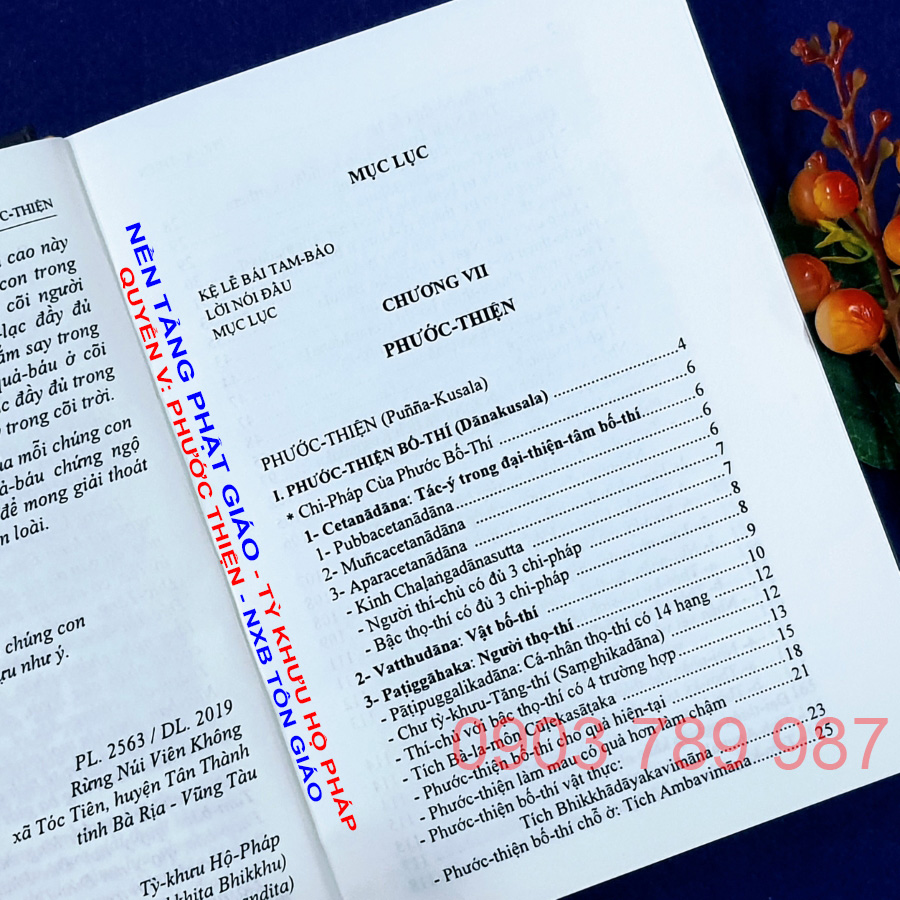 C-THIỆN
cao này
con trong
cõi người
-lạc đầy đủ
ắm say trong
quả-báu ở cõi
c đầy đủ trong
trong cõi trời.
ua mỗi chúng con
ả-báu chứng ngộ
để mong giải thoát
loài.
chúng con
ựu như ý.
PL. 2563 / DL. 2019
Rừng Núi Viên Không
xã Tóc Tiên, huyện Tân Thành
tỉnh Bà Rịa - Vũng Tàu
Tỳ-khưu Hộ-Pháp
khita Bhikkhu)
andita)
NỀN TẢNG PHẬT GIÁO - TỲ KHƯU HỘ PHÁP
QUYỂN V: PHƯỚC THIỆN - NXB TÔN GIÁO
MỤC LỤC
KỆ LỄ BÁI TAM-BẢO
LỜI NÓI ĐẦU
MỤC LỤC
CHƯƠNG VII
PHƯỚC-THIỆN
PHƯỚC-THIỆN (Puñña-Kusala) 4
I. PHƯỚC-THIỆN BỐ-THÍ (Dānakusala) 6
* Chi-Pháp Của Phước Bố-Thí 6
1- Cetanādāna: Tác-ý trong đại-thiện-tâm bố-thí 6
1- Pubbacetanādāna 6
2- Muñcacetanādāna 7
3- Aparacetanādāna 7
- Kinh Chaḷaṅgadānasutta 8
- Người thí-chủ có đủ 3 chi-pháp 8
- Bậc thọ-thí có đủ 3 chi-pháp 9
2- Vatthudāna: Vật bố-thí 10
3- Paṭiggāhaka: Người thọ-thí 12
- Pāṭipuggalikadāna: Cá-nhân thọ-thí có 14 hạng 12
- Chư tỳ-khưu-Tăng-thí (Saṃghikadāna) 13
- Thí-chủ với bậc thọ-thí có 4 trường hợp 15
- Tích Bà-la-môn Cūḷekasāṭaka 18
- Phước-thiện bố-thí cho quả hiện-tại 21
- Phước-thiện làm mau có quả hơn làm chậm
- Phước-thiện bố-thí vật thực:
Tích Bhikkhādāyakavimāna 23
- Phước-thiện bố-thí chỗ ở: Tích Ambavimāna 25
0903 789 987